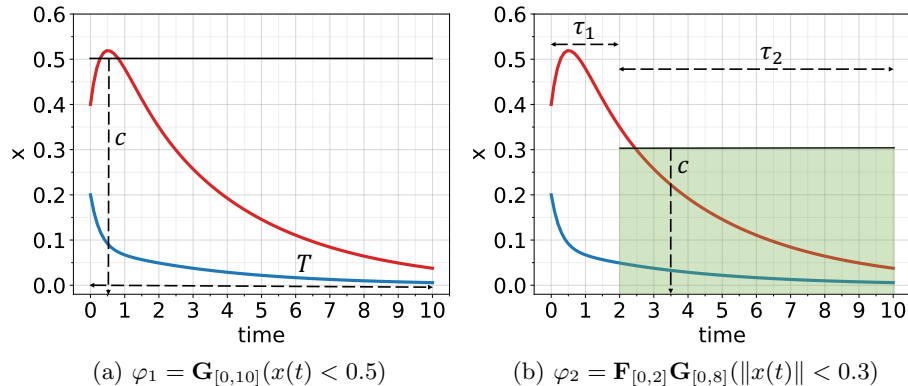 0.6
0.5
0.4
0.3
0.2
0.1
0.0
x
c
T
0 1 2 3 4 5 6 7 8 9 10
time
(a) φ₁ = G[0,10](x(t) < 0.5)
0.6
0.5
0.4
0.3
0.2
0.1
0.0
x
τ₁
τ₂
c
0 1 2 3 4 5 6 7 8 9 10
time
(b) φ₂ = F[0,2]G[0,8](‖x(t)‖ < 0.3)